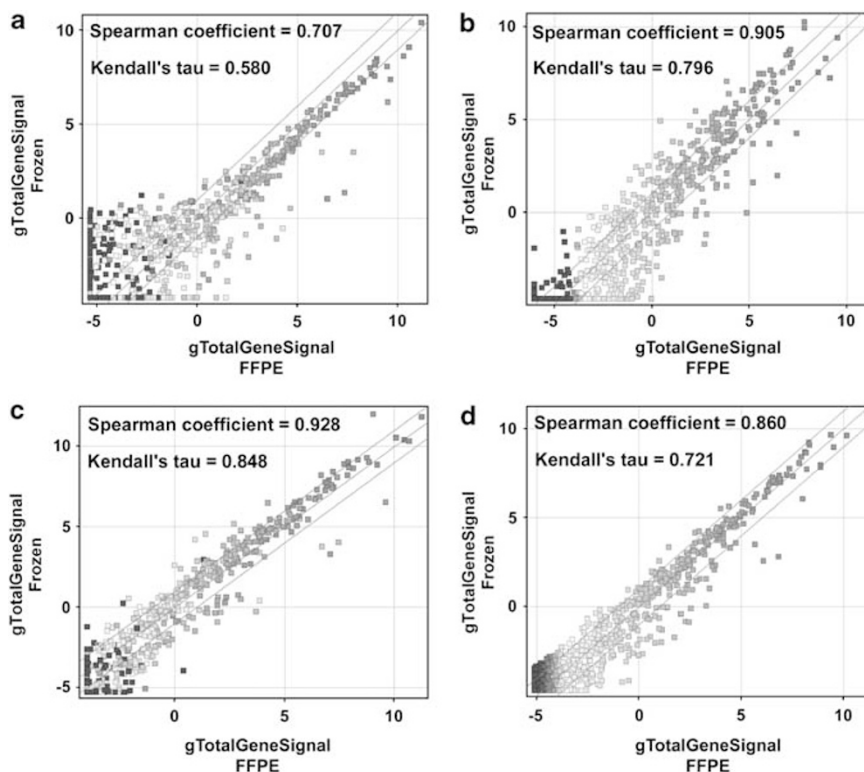 a
Spearman coefficient = 0.707
Kendall's tau = 0.580
10
5
0
-5
0
5
10
gTotalGeneSignal
Frozen
gTotalGeneSignal
FFPE
b
Spearman coefficient = 0.905
Kendall's tau = 0.796
10
5
0
-5
0
5
10
gTotalGeneSignal
Frozen
gTotalGeneSignal
FFPE
c
Spearman coefficient = 0.928
Kendall's tau = 0.848
10
5
0
-5
0
5
10
gTotalGeneSignal
Frozen
gTotalGeneSignal
FFPE
d
Spearman coefficient = 0.860
Kendall's tau = 0.721
10
5
0
-5
0
5
10
gTotalGeneSignal
Frozen
gTotalGeneSignal
FFPE